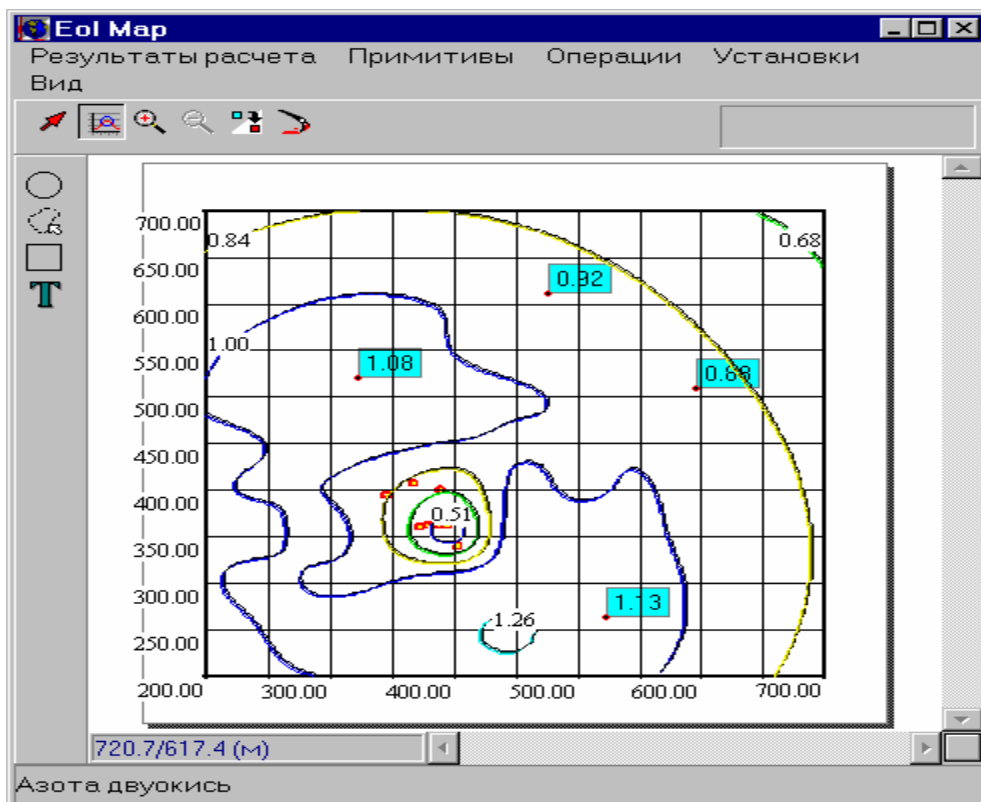 Eol Map
Результаты расчета Примитивы Операции Установки
Вид
T
700.00
0.84
0.68
650.00
0.92
600.00
1.00
550.00
1.08
0.88
500.00
450.00
400.00
0.51
350.00
300.00
1.13
1.26
250.00
200.00 300.00 400.00 500.00 600.00 700.00
720.7/617.4 (м)
Азота двуокись